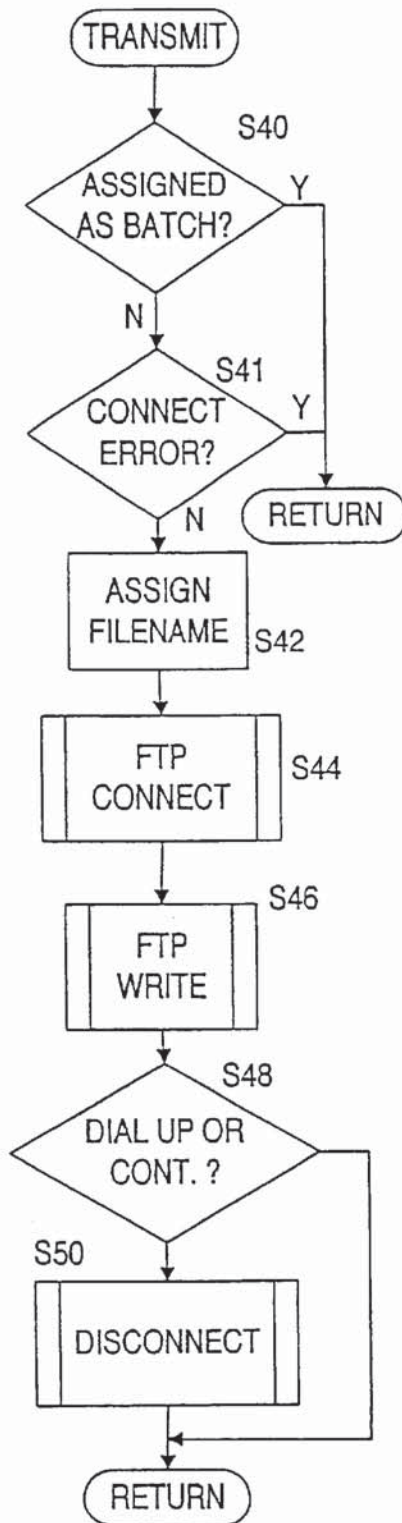 TRANSMIT
S40
ASSIGNED
AS BATCH?
Y
N
S41
CONNECT
ERROR?
Y
N
RETURN
ASSIGN
FILENAME
S42
FTP
CONNECT
S44
S46
FTP
WRITE
S48
DIAL UP OR
CONT. ?
S50
DISCONNECT
RETURN